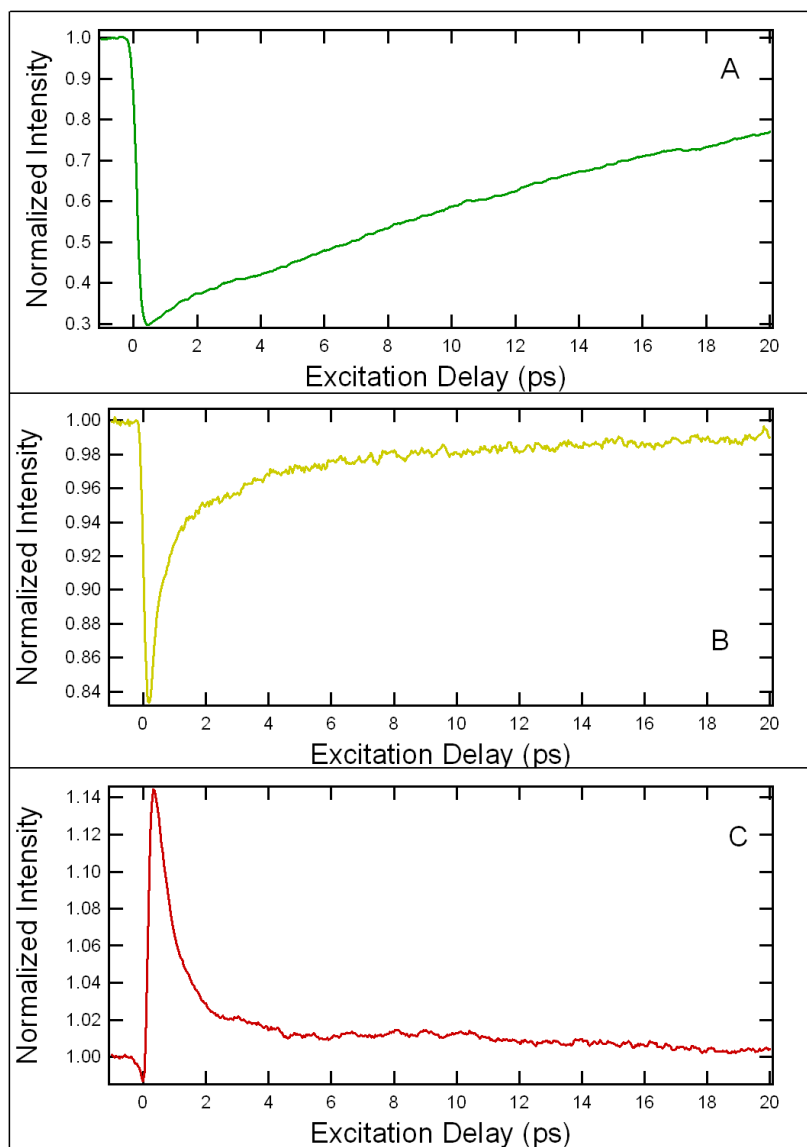 1.0
0.9
0.8
0.7
0.6
0.5
0.4
0.3
Normalized Intensity
A
0 2 4 6 8 10 12 14 16 18 20
Excitation Delay (ps)
1.00
0.98
0.96
0.94
0.92
0.90
0.88
0.86
0.84
Normalized Intensity
B
0 2 4 6 8 10 12 14 16 18 20
Excitation Delay (ps)
1.14
1.12
1.10
1.08
1.06
1.04
1.02
1.00
Normalized Intensity
C
0 2 4 6 8 10 12 14 16 18 20
Excitation Delay (ps)